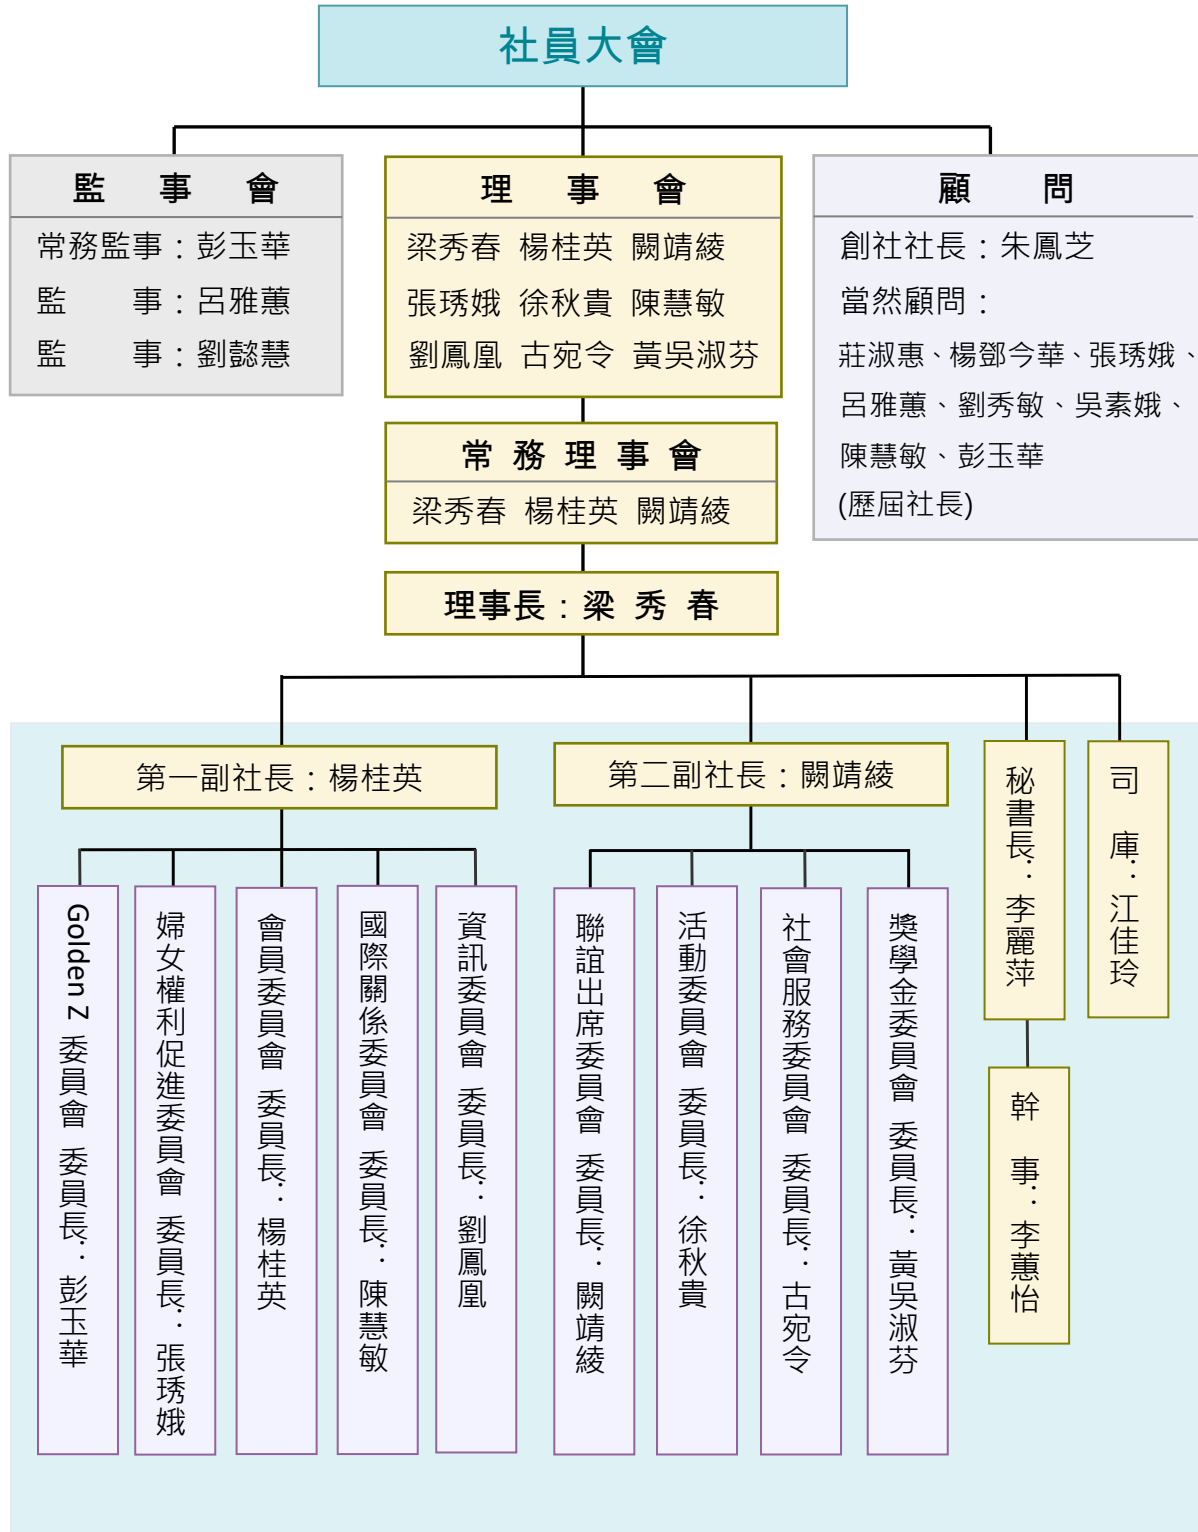 社員大會
監 事 會
常務監事：彭玉華
監 事：呂雅蕙
監 事：劉懿慧
理 事 會
梁秀春 楊桂英 闕靖綾
張琇娥 徐秋貴 陳慧敏
劉鳳凰 古宛令 黃吳淑芬
顧 問
創社社長：朱鳳芝
當然顧問：
莊淑惠、楊鄧今華、張琇娥、
呂雅蕙、劉秀敏、吳素娥、
陳慧敏、彭玉華
(歷屆社長)
常 務 理 事 會
梁秀春 楊桂英 闕靖綾
理事長：梁 秀 春
第一副社長：楊桂英
第二副社長：闕靖綾
秘書長：李麗萍
司 庫：江佳玲
Golden Z 委員會 委員長：彭玉華
婦女權利促進委員會 委員長：張琇娥
會員委員會 委員長：楊桂英
國際關係委員會 委員長：陳慧敏
資訊委員會 委員長：劉鳳凰
聯誼出席委員會 委員長：闕靖綾
活動委員會 委員長：徐秋貴
社會服務委員會 委員長：古宛令
獎學金委員會 委員長：黃吳淑芬
幹 事：李蕙怡